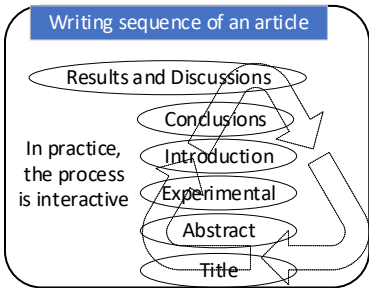 Writing sequence of an article
Results and Discussions
Conclusions
In practice,
the process
is interactive
Introduction
Experimental
Abstract
Title